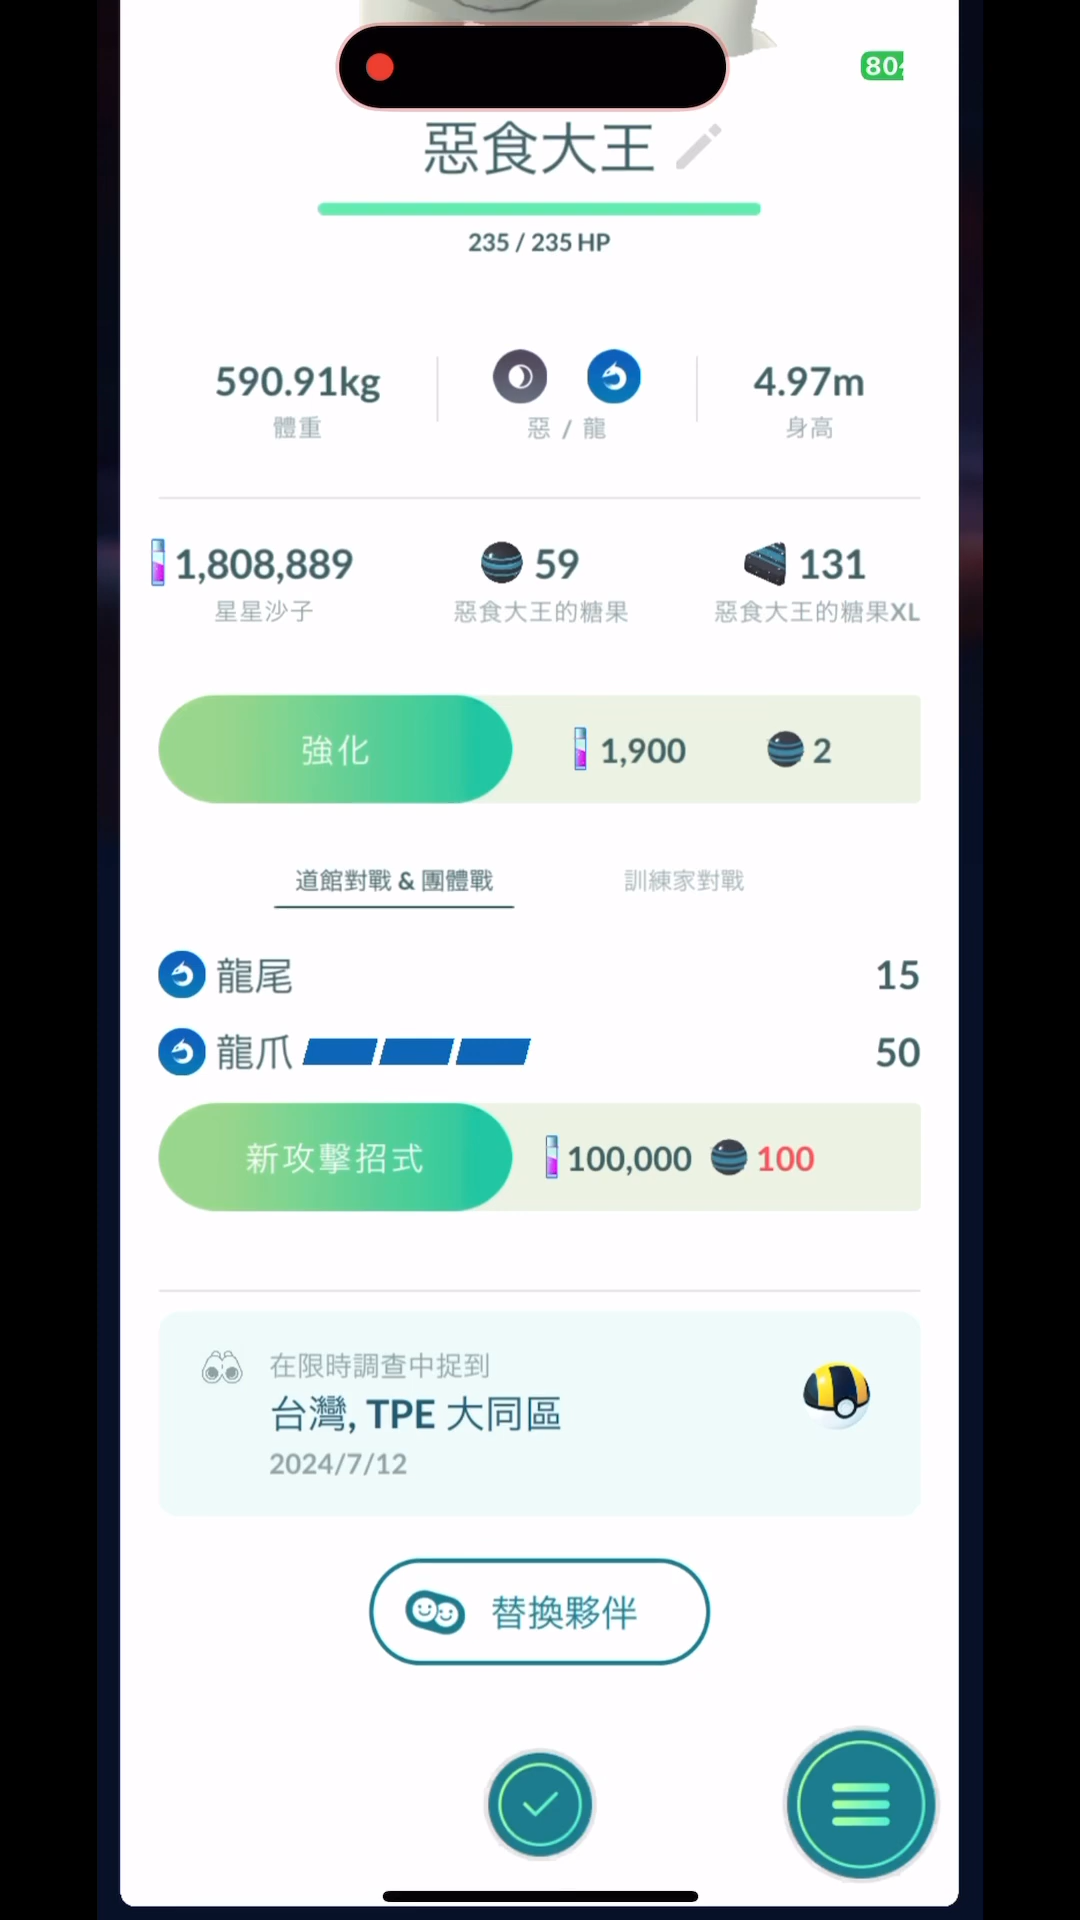 80
惡食大王
235 / 235 HP
590.91kg
體重
惡 / 龍
4.97m
身高
1,808,889
星星沙子
59
惡食大王的糖果
131
惡食大王的糖果XL
強化
1,900
2
道館對戰 & 團體戰
訓練家對戰
龍尾
15
龍爪
50
新攻擊招式
100,000
100
在限時調查中捉到
台灣, TPE 大同區
2024/7/12
替換夥伴